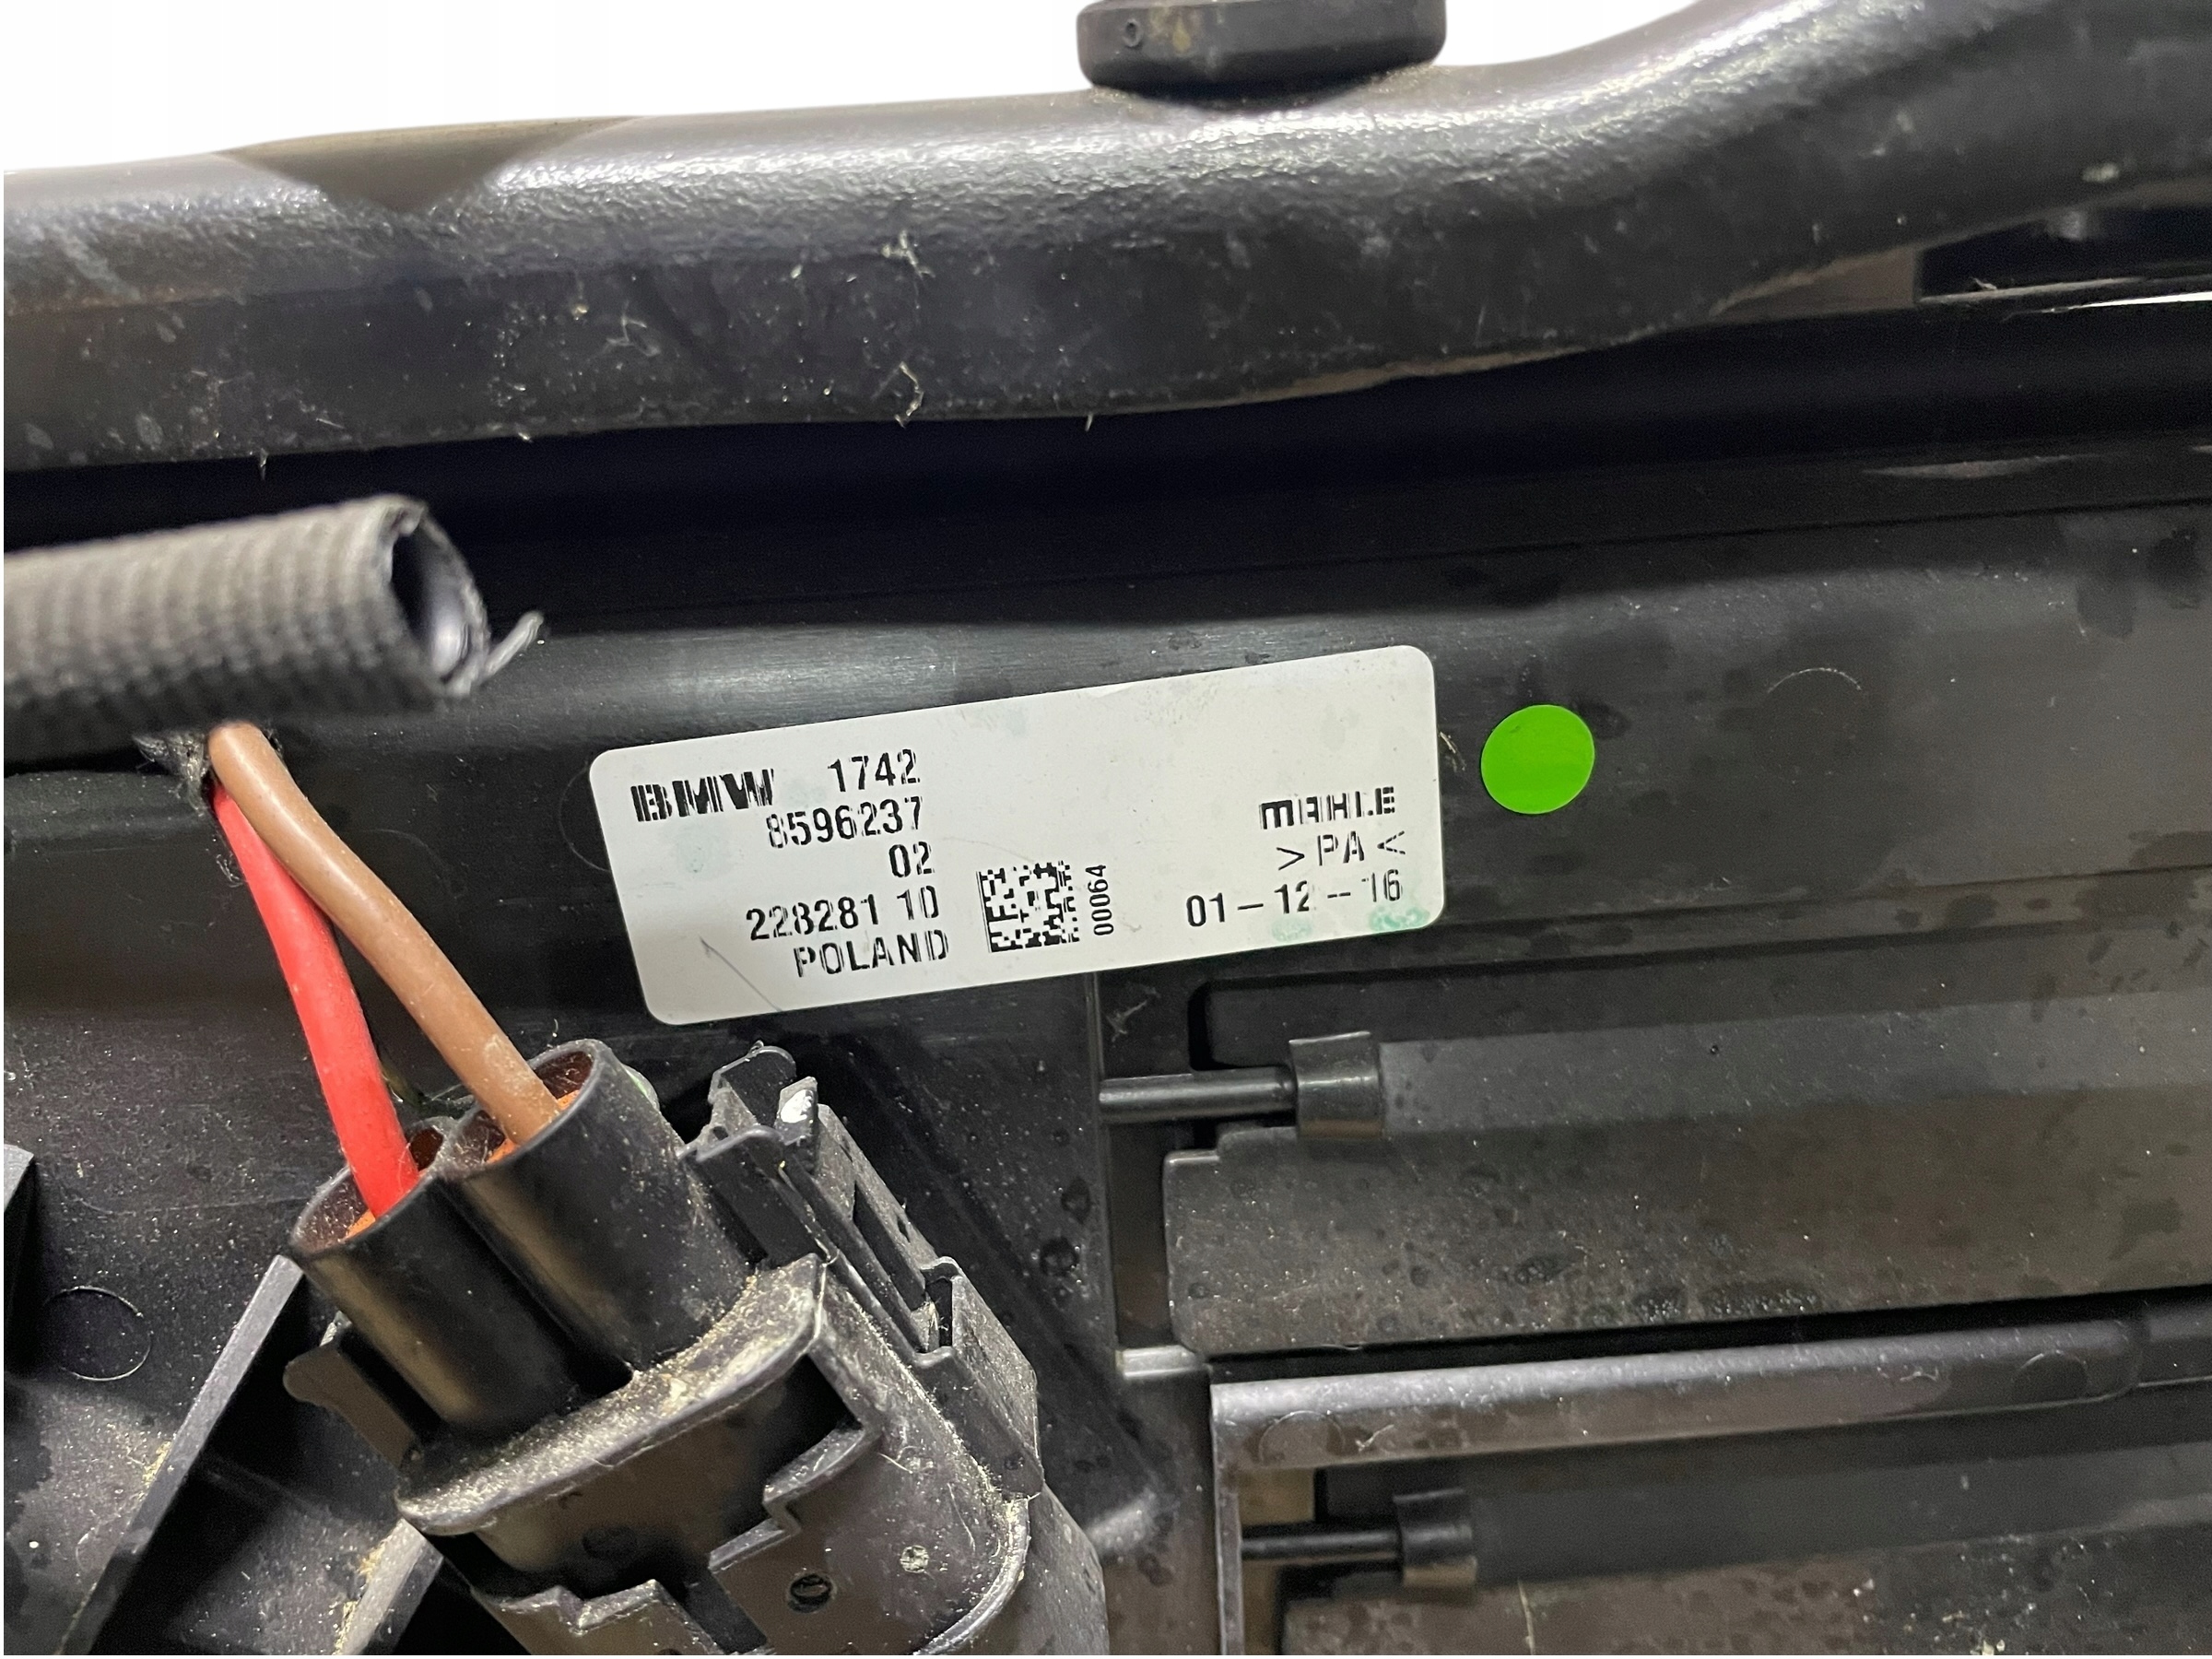 BMW 1742
8596237
02
228281 10
POLAND
00064
MAHLE
>PA<
01-12-16